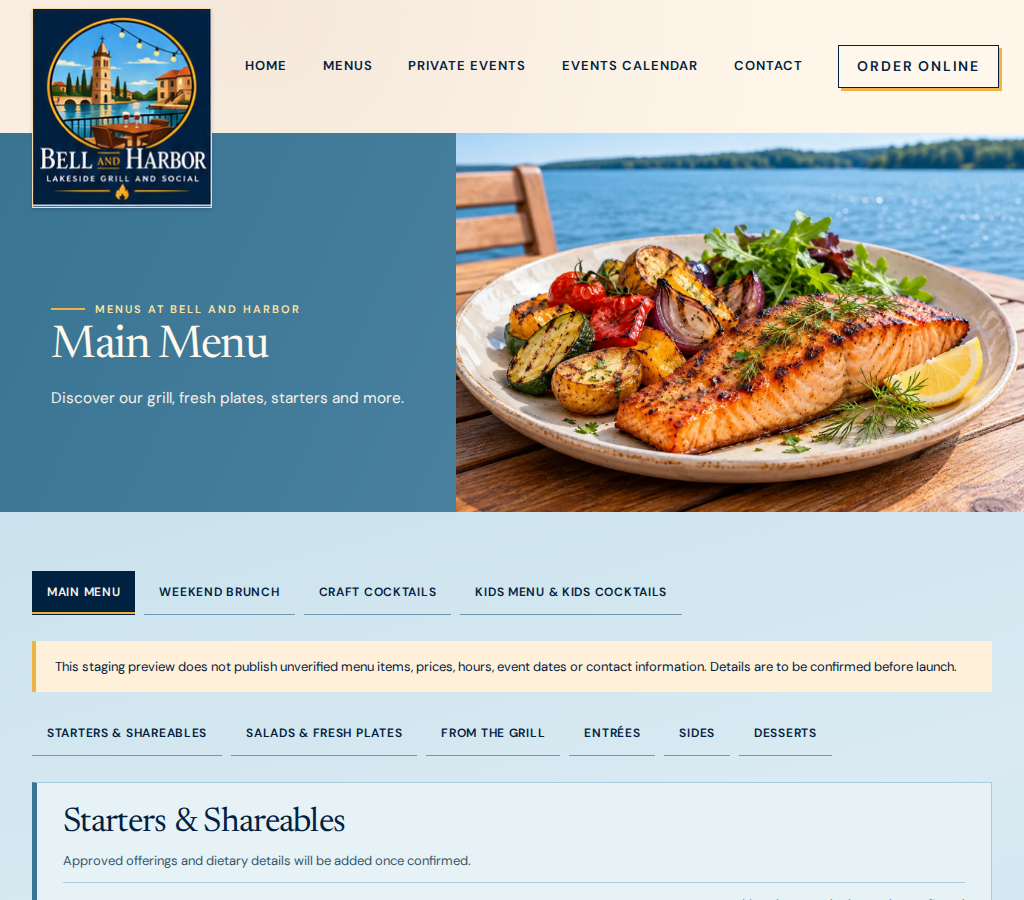 BELL AND HARBOR
LAKESIDE GRILL AND SOCIAL
HOME
MENUS
PRIVATE EVENTS
EVENTS CALENDAR
CONTACT
ORDER ONLINE
MENUS AT BELL AND HARBOR
Main Menu
Discover our grill, fresh plates, starters and more.
MAIN MENU
WEEKEND BRUNCH
CRAFT COCKTAILS
KIDS MENU & KIDS COCKTAILS
This staging preview does not publish unverified menu items, prices, hours, event dates or contact information. Details are to be confirmed before launch.
STARTERS & SHAREABLES
SALADS & FRESH PLATES
FROM THE GRILL
ENTRÉES
SIDES
DESSERTS
Starters & Shareables
Approved offerings and dietary details will be added once confirmed.